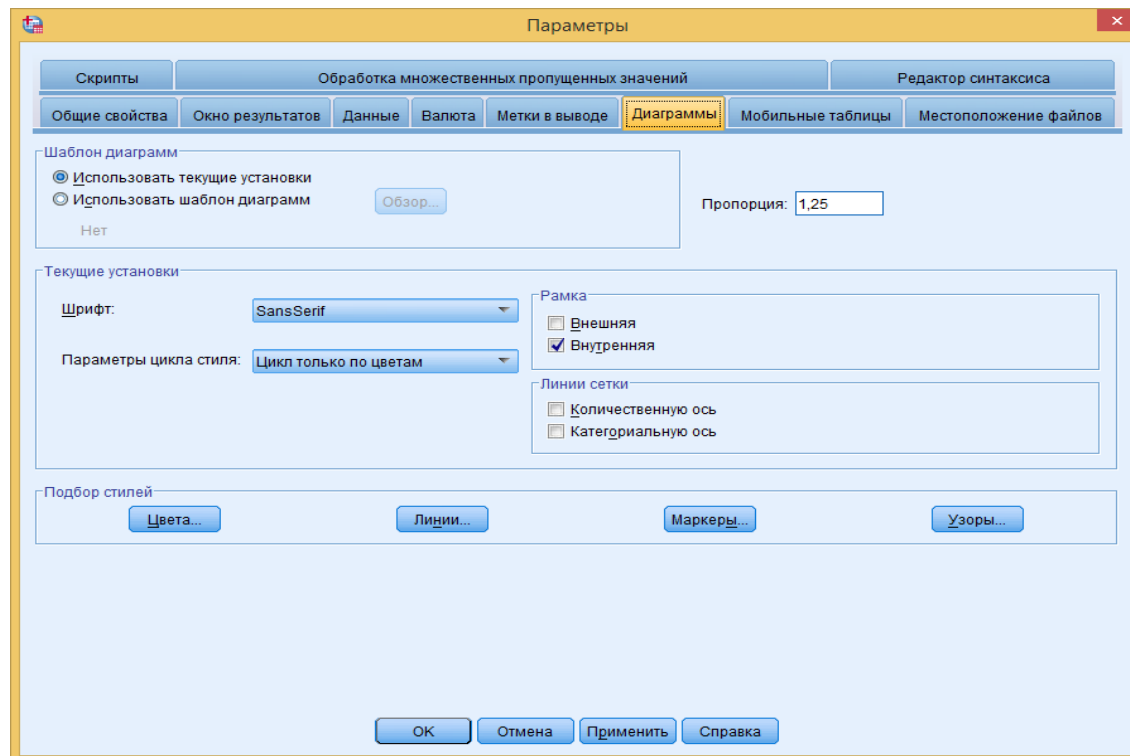 Параметры
Скрипты
Обработка множественных пропущенных значений
Редактор синтаксиса
Общие свойства
Окно результатов
Данные
Валюта
Метки в выводе
Диаграммы
Мобильные таблицы
Местоположение файлов
Шаблон диаграмм
Использовать текущие установки
Использовать шаблон диаграмм
Обзор...
Нет
Пропорция: 1,25
Текущие установки
Шрифт: SansSerif
Параметры цикла стиля: Цикл только по цветам
Рамка
Внешняя
Внутренняя
Линии сетки
Количественную ось
Категориальную ось
Подбор стилей
Цвета...
Линии...
Маркеры...
Узоры...
OK
Отмена
Применить
Справка